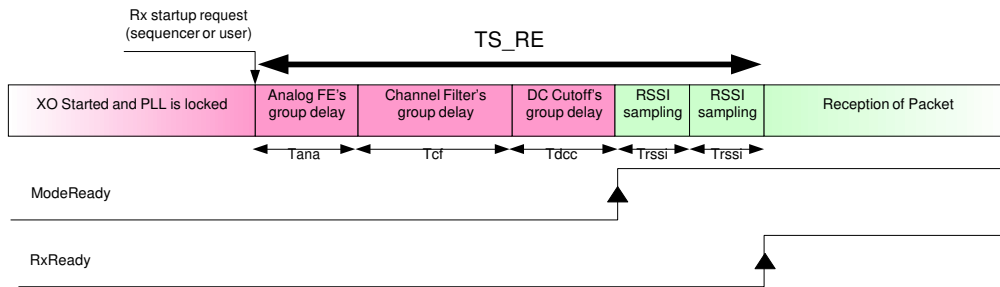 Rx startup request
(sequencer or user)
TS_RE
XO Started and PLL is locked
Analog FE's
group delay
Channel Filter's
group delay
DC Cutoff's
group delay
RSSI
sampling
RSSI
sampling
Reception of Packet
Tana
Tcf
Tdcc
Trssi
Trssi
ModeReady
RxReady